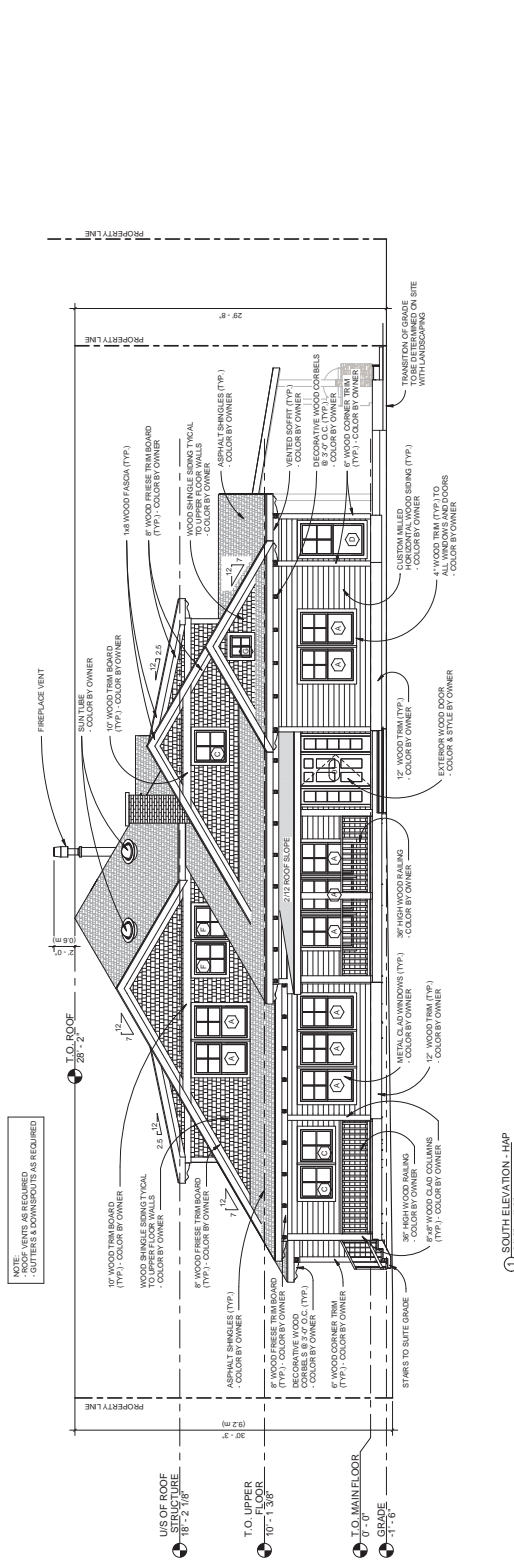 NOTE:
- ROOF VENTS AS REQUIRED
- GUTTERS & DOWNSPOUTS AS REQUIRED
T.O. ROOF
28' - 2"
2' - 0"
(0.6 m)
FIREPLACE VENT
SUN TUBE
- COLOR BY OWNER
10" WOOD TRIM BOARD
(TYP.) - COLOR BY OWNER
1x8 WOOD FASCIA (TYP.)
8" WOOD FRIESE TRIM BOARD
(TYP.) - COLOR BY OWNER
WOOD SHINGLE SIDING TYICAL
TO UPPER FLOOR WALLS
- COLOR BY OWNER
ASPHALT SHINGLES (TYP.)
- COLOR BY OWNER
VENTED SOFFIT (TYP.)
- COLOR BY OWNER
DECORATIVE WOOD CORBELS
@ 3'-0" O.C. (TYP.)
- COLOR BY OWNER
6" WOOD CORNER TRIM
(TYP.) - COLOR BY OWNER
PROPERTY LINE
PROPERTY LINE
29' - 8"
TRANSITION OF GRADE
TO BE DETERMINED ON SITE
WITH LANDSCAPING
10" WOOD TRIM BOARD
(TYP.) - COLOR BY OWNER
WOOD SHINGLE SIDING TYICAL
TO UPPER FLOOR WALLS
- COLOR BY OWNER
8" WOOD FRIESE TRIM BOARD
(TYP.) - COLOR BY OWNER
ASPHALT SHINGLES (TYP.)
- COLOR BY OWNER
8" WOOD FRIESE TRIM BOARD
(TYP.) - COLOR BY OWNER
DECORATIVE WOOD
CORBELS @ 3'-0" O.C. (TYP.)
- COLOR BY OWNER
6" WOOD CORNER TRIM
(TYP.) - COLOR BY OWNER
STAIRS TO SUITE GRADE
12
2.5
12
7
12
7
12
2.5
12
7
F
F
A
A
C
C
2/12 ROOF SLOPE
C
C
A
A
A
A
A
A
A
A
D
36" HIGH WOOD RAILING
- COLOR BY OWNER
8"x8" WOOD CLAD COLUMNS
(TYP.) - COLOR BY OWNER
METAL CLAD WINDOWS (TYP.)
- COLOR BY OWNER
12" WOOD TRIM (TYP.)
- COLOR BY OWNER
36" HIGH WOOD RAILING
- COLOR BY OWNER
12" WOOD TRIM (TYP.)
- COLOR BY OWNER
EXTERIOR WOOD DOOR
- COLOR & STYLE BY OWNER
CUSTOM MILLED
HORIZONTAL WOOD SIDING (TYP.)
- COLOR BY OWNER
4" WOOD TRIM (TYP.) TO
ALL WINDOWS AND DOORS
- COLOR BY OWNER
PROPERTY LINE
30' - 3"
(9.2 m)
U/S OF ROOF
STRUCTURE
18' - 2 1/8"
T.O. UPPER
FLOOR
10' - 1 3/8"
T.O. MAIN FLOOR
0' - 0"
GRADE
-1' - 6"
1 SOUTH ELEVATION - HAP